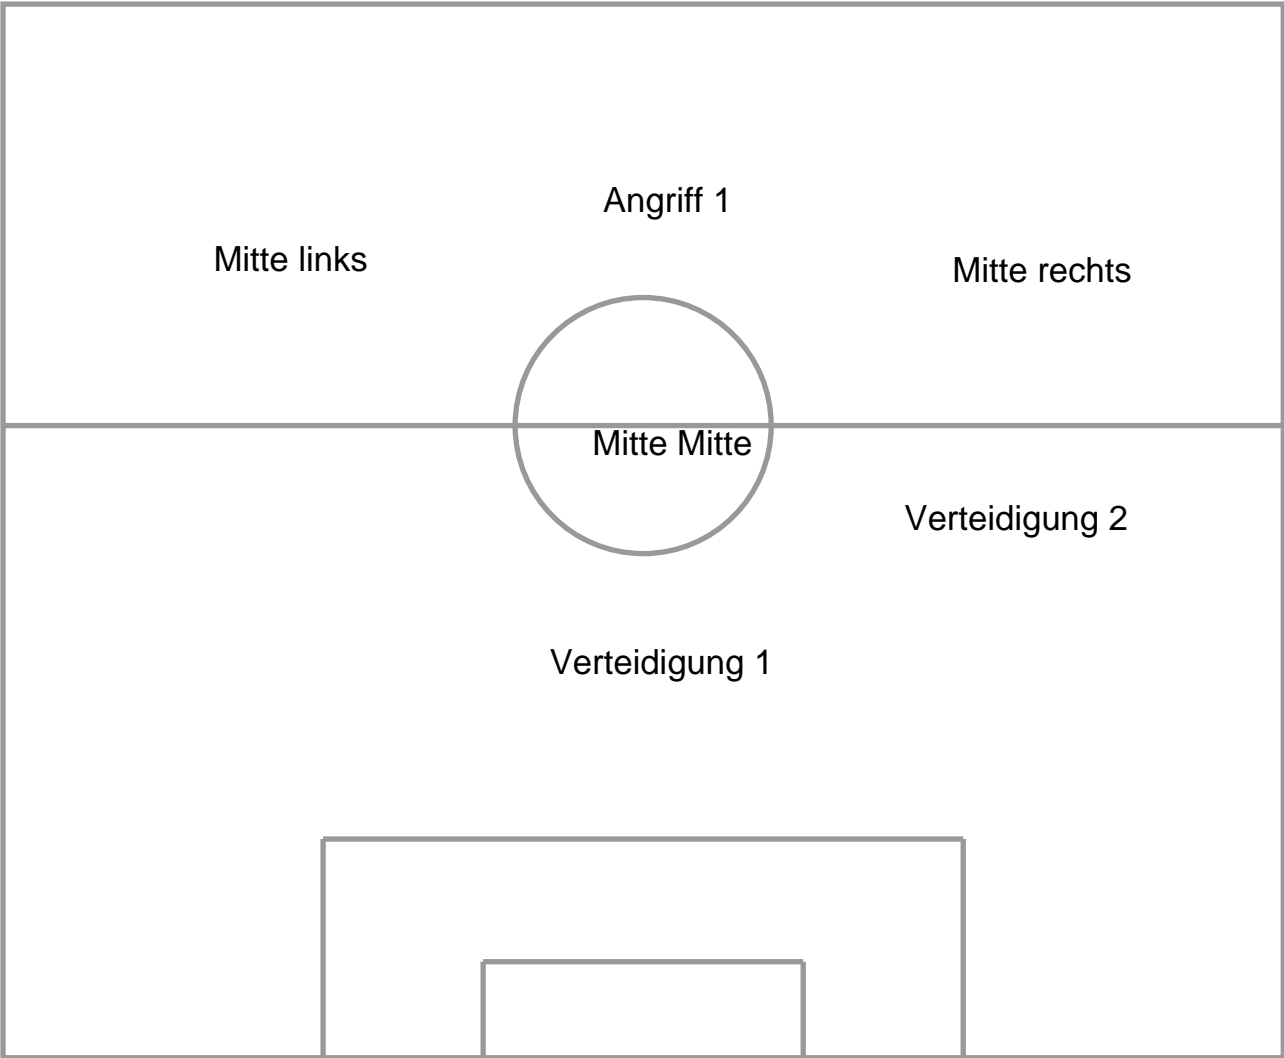 Angriff 1
Mitte links
Mitte rechts
Mitte Mitte
Verteidigung 2
Verteidigung 1